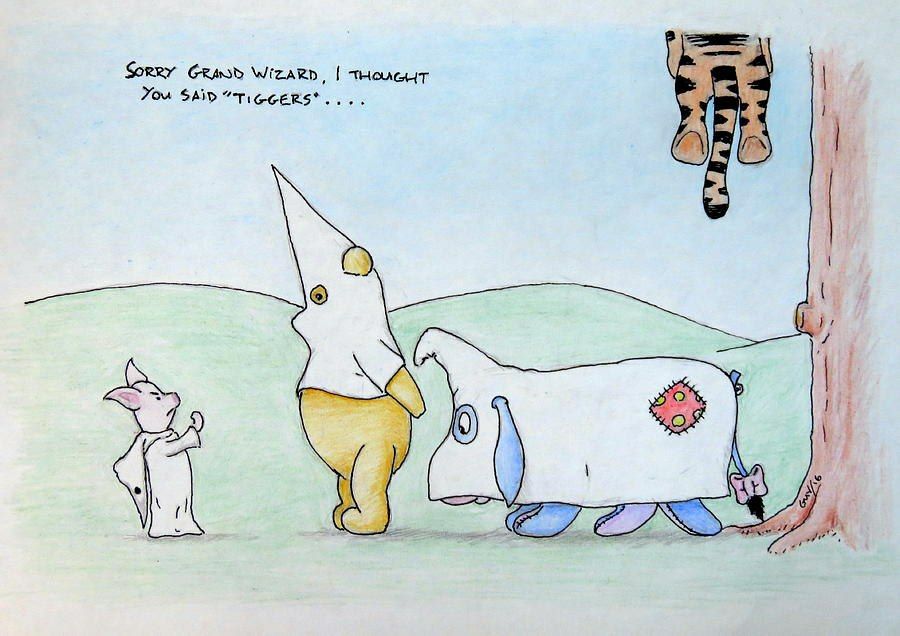 SORRY GRAND WIZARD, I THOUGHT
YOU SAID "TIGGERS"....